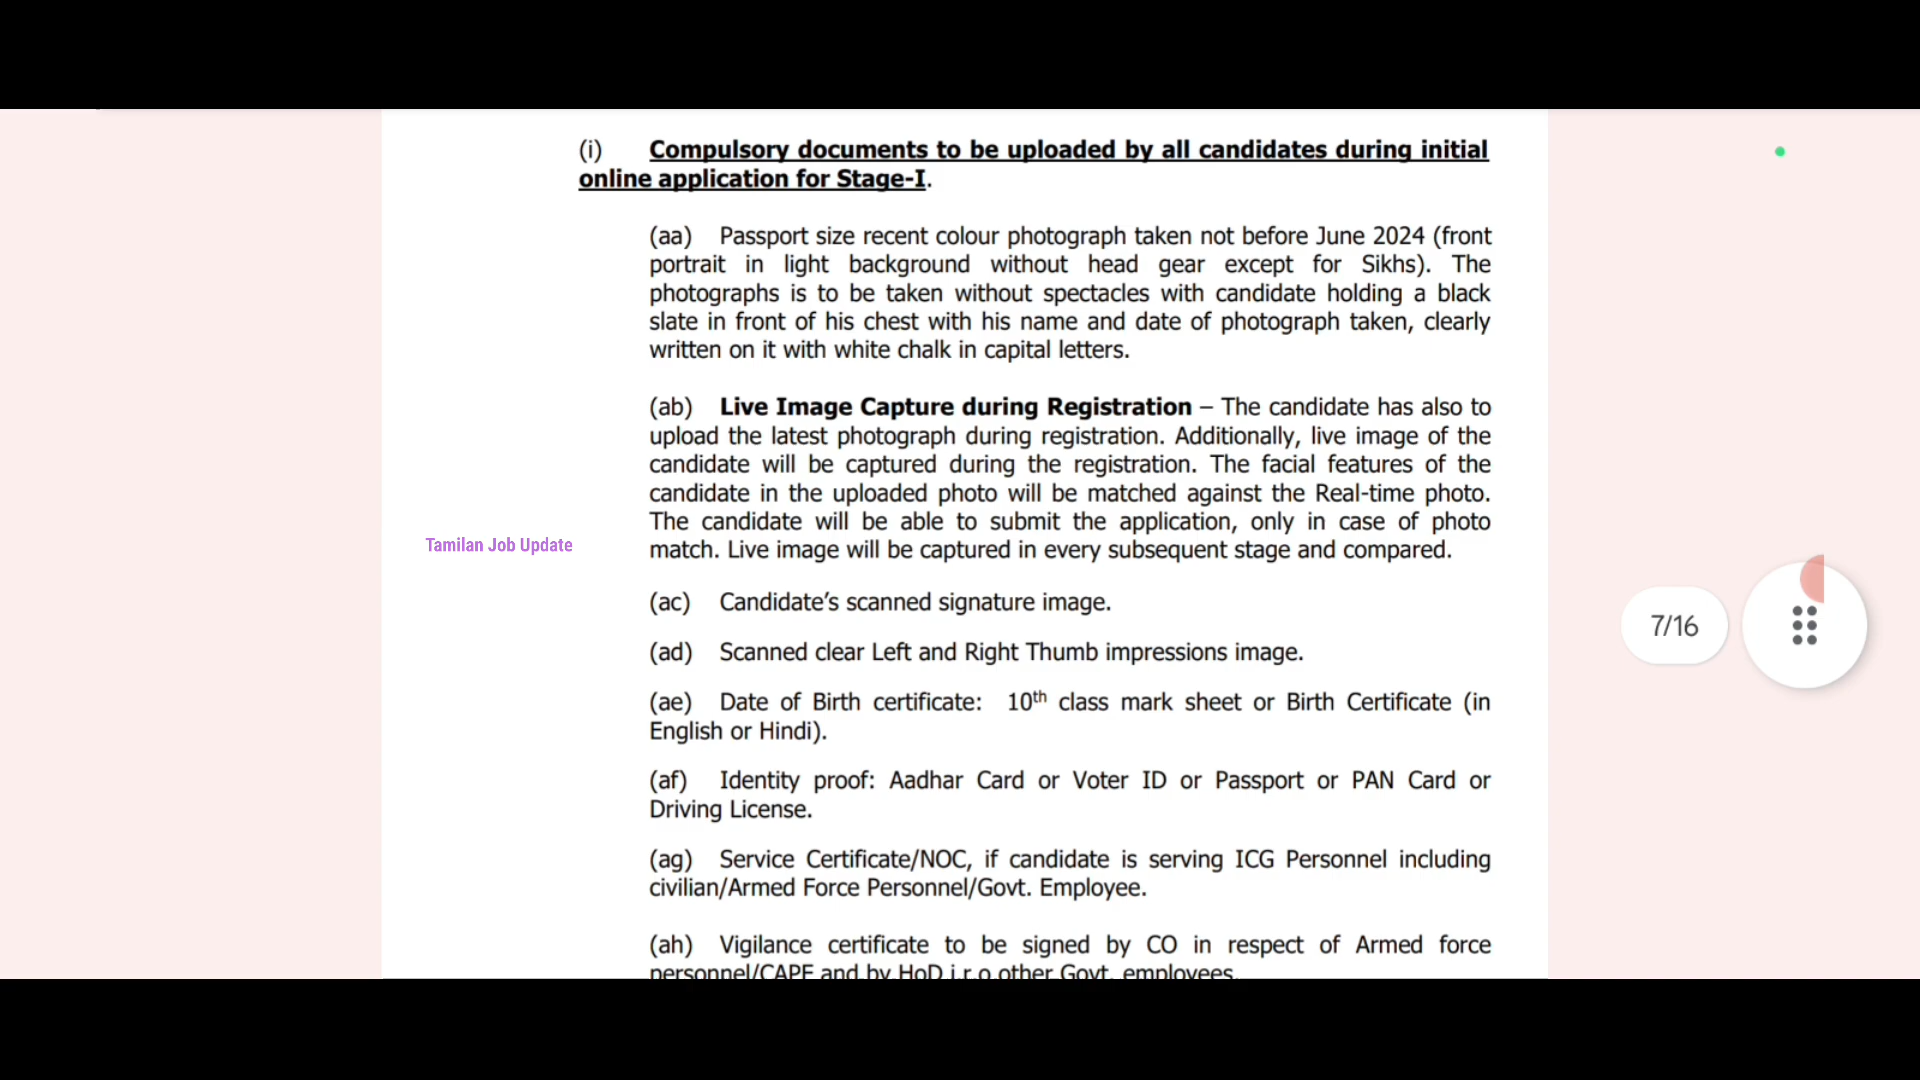 (i) Compulsory documents to be uploaded by all candidates during initial
online application for Stage-I.
(aa) Passport size recent colour photograph taken not before June 2024 (front
portrait in light background without head gear except for Sikhs). The
photographs is to be taken without spectacles with candidate holding a black
slate in front of his chest with his name and date of photograph taken, clearly
written on it with white chalk in capital letters.
(ab) Live Image Capture during Registration – The candidate has also to
upload the latest photograph during registration. Additionally, live image of the
candidate will be captured during the registration. The facial features of the
candidate in the uploaded photo will be matched against the Real-time photo.
The candidate will be able to submit the application, only in case of photo
Tamilan Job Update
match. Live image will be captured in every subsequent stage and compared.
(ac) Candidate’s scanned signature image.
7/16
(ad) Scanned clear Left and Right Thumb impressions image.
(ae) Date of Birth certificate: 10th class mark sheet or Birth Certificate (in
English or Hindi).
(af) Identity proof: Aadhar Card or Voter ID or Passport or PAN Card or
Driving License.
(ag) Service Certificate/NOC, if candidate is serving ICG Personnel including
civilian/Armed Force Personnel/Govt. Employee.
(ah) Vigilance certificate to be signed by CO in respect of Armed force
personnel/CAPF and by HoD i.r.o other Govt. employees.